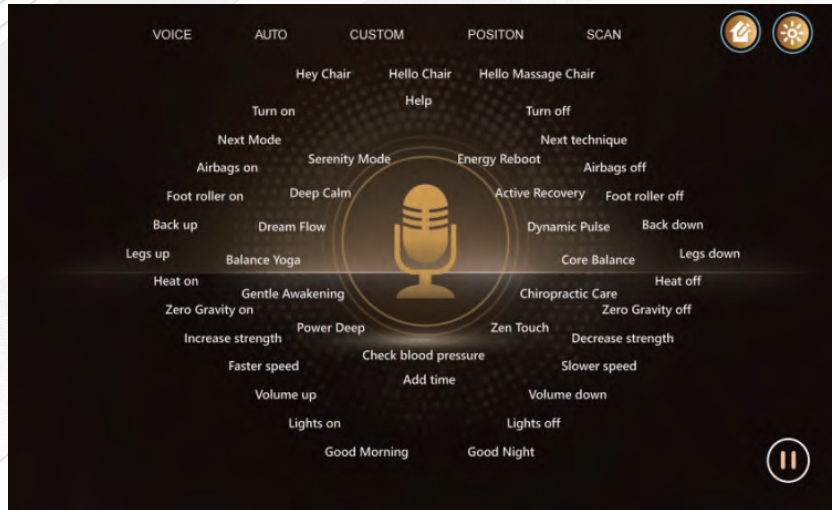 VOICE AUTO CUSTOM POSITON SCAN
Hey Chair Hello Chair Hello Massage Chair
Help
Turn on Turn off
Next Mode Next technique
Serenity Mode Energy Reboot
Airbags on Airbags off
Deep Calm Active Recovery
Foot roller on Foot roller off
Back up Dream Flow Dynamic Pulse Back down
Legs up Legs down
Balance Yoga Core Balance
Heat on Heat off
Gentle Awakening Chiropractic Care
Zero Gravity on Zero Gravity off
Power Deep Zen Touch
Increase strength Decrease strength
Check blood pressure
Faster speed Slower speed
Add time
Volume up Volume down
Lights on Lights off
Good Morning Good Night